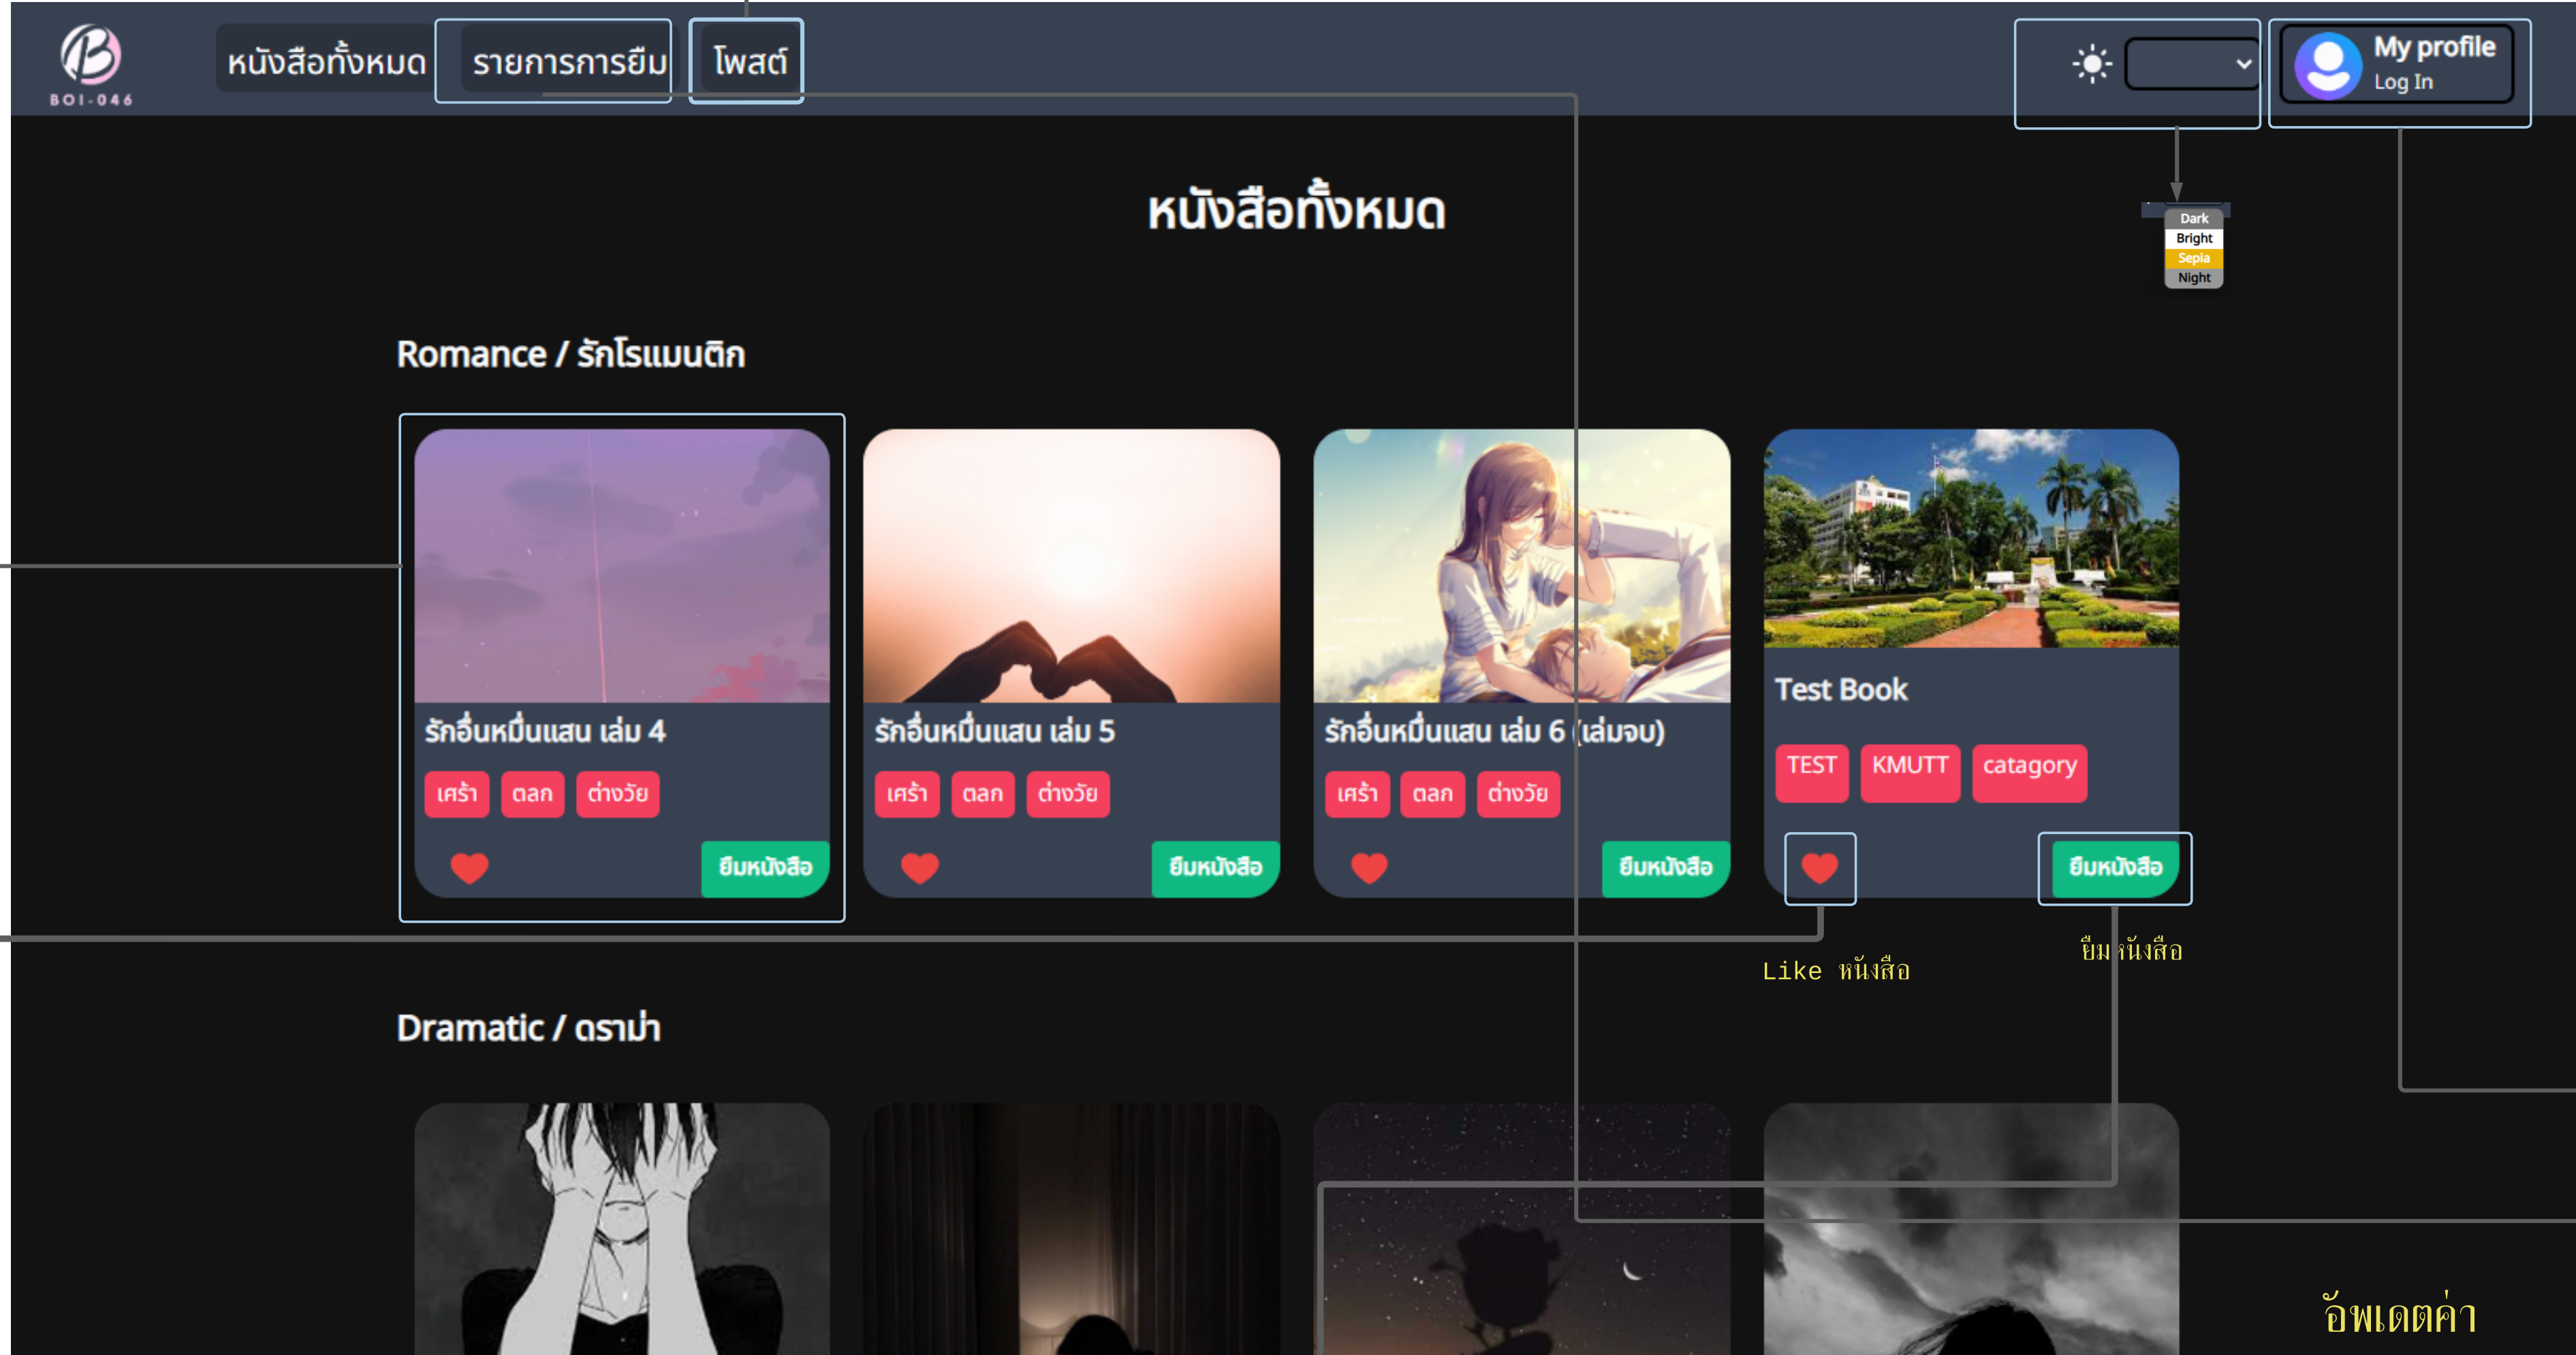 BOI-046
หนังสือทั้งหมด รายการการยืม โพสต์
My profile
Log In
Dark
Bright
Sepia
Night
หนังสือทั้งหมด
Romance / รักโรแมนติก
รักอื่นหมื่นแสน เล่ม 4
เศร้า ตลก ต่างวัย
ยืมหนังสือ
รักอื่นหมื่นแสน เล่ม 5
เศร้า ตลก ต่างวัย
ยืมหนังสือ
รักอื่นหมื่นแสน เล่ม 6 (เล่มจบ)
เศร้า ตลก ต่างวัย
ยืมหนังสือ
Test Book
TEST KMUTT catagory
ยืมหนังสือ
Like หนังสือ
ยืมหนังสือ
Dramatic / ดราม่า
อัพเดตค่า